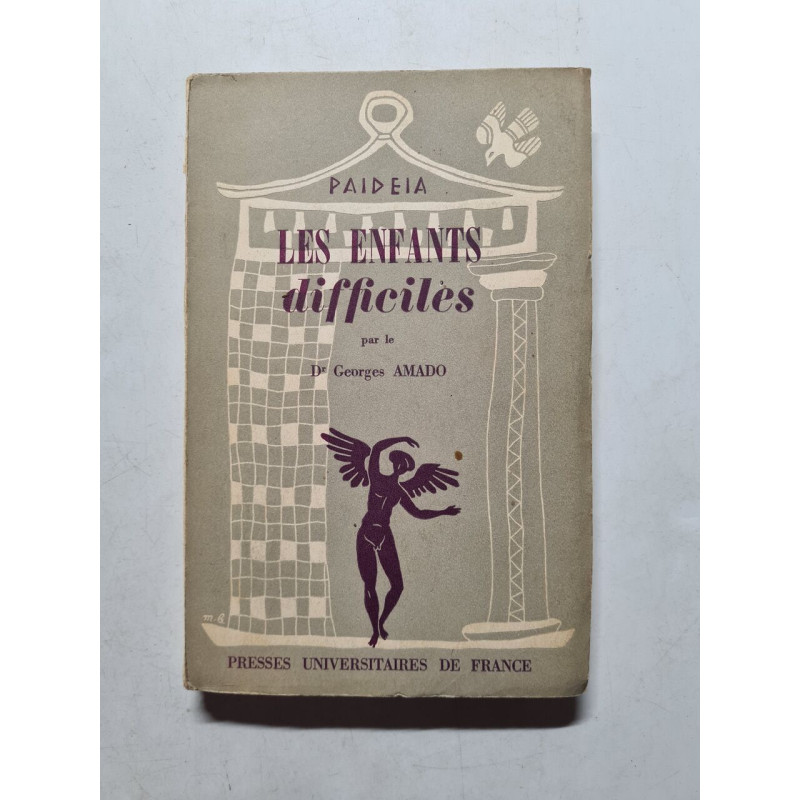 PAIDEIA
LES ENFANTS
difficiles
par le
Dr Georges AMADO
m.b.
PRESSES UNIVERSITAIRES DE FRANCE